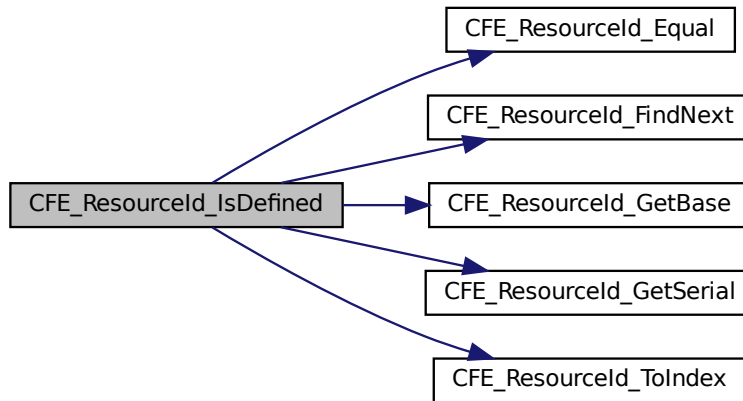 CFE_ResourceId_Equal
CFE_ResourceId_FindNext
CFE_ResourceId_IsDefined
CFE_ResourceId_GetBase
CFE_ResourceId_GetSerial
CFE_ResourceId_ToIndex